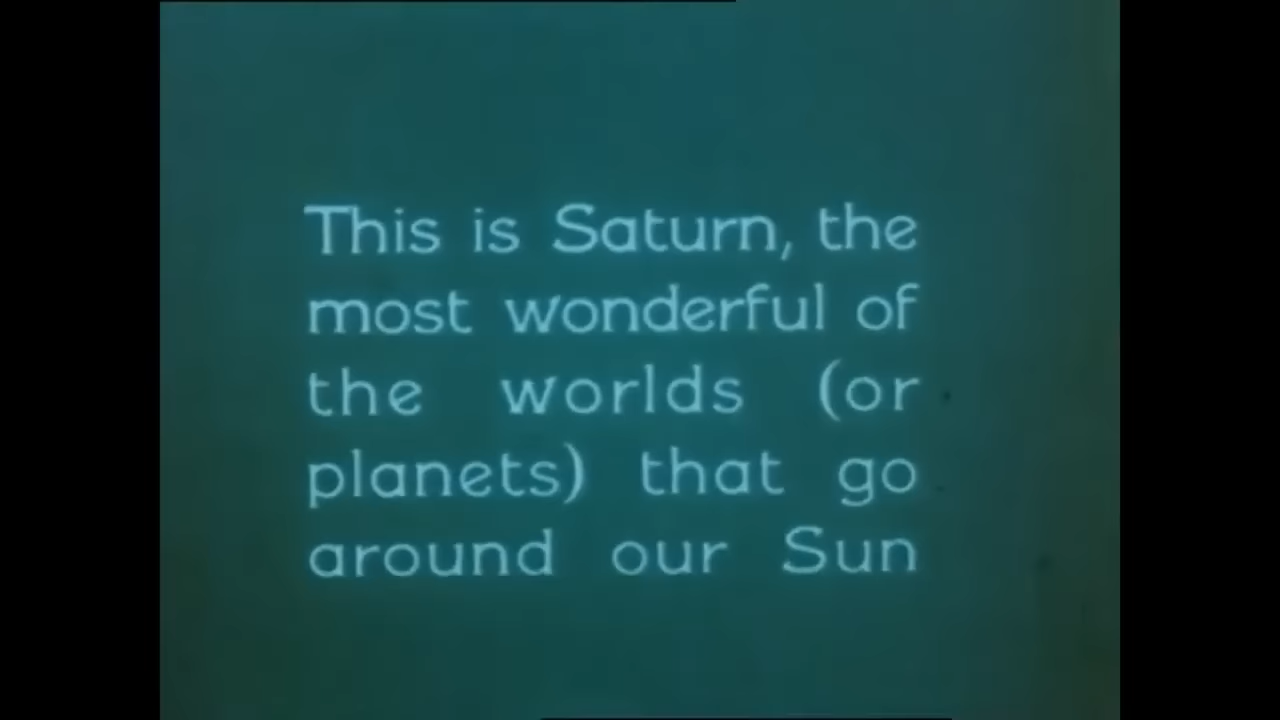 This is Saturn, the
most wonderful of
the worlds (or
planets) that go
around our Sun